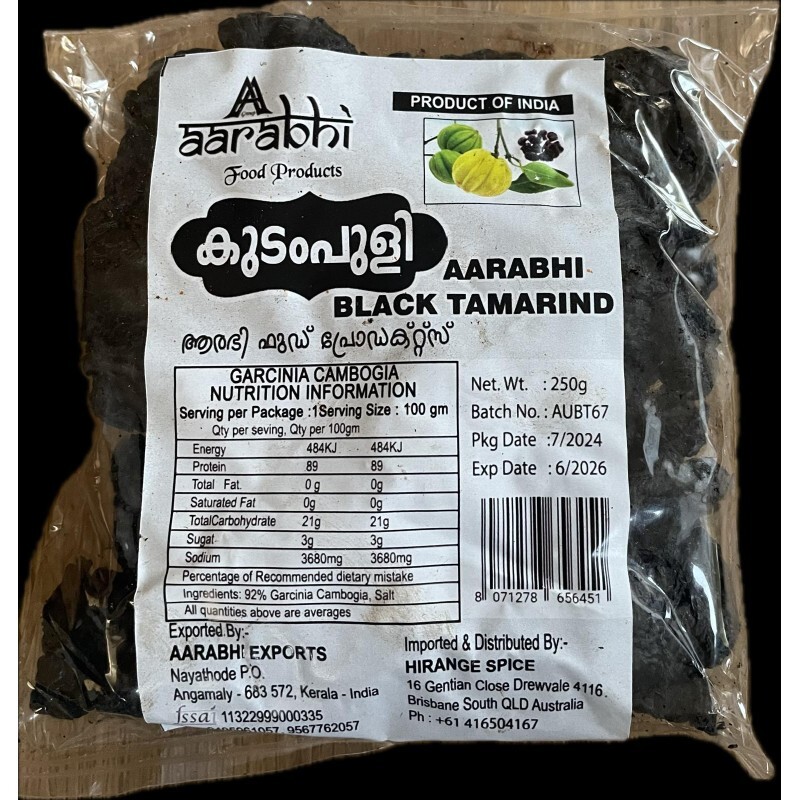 aarabhi
Food Products
PRODUCT OF INDIA
കുടംപുളി
AARABHI
BLACK TAMARIND
ആരഭി ഫുഡ് പ്രോഡക്റ്റ്സ്
GARCINIA CAMBOGIA
NUTRITION INFORMATION
Serving per Package :1Serving Size : 100 gm
Qty per seving, Qty per 100gm
Energy 484KJ 484KJ
Protein 89 89
Total Fat. 0 g 0g
Saturated Fat 0g 0g
TotalCarbohydrate 21g 21g
Sugat 3g 3g
Sodium 3680mg 3680mg
Percentage of Recommended dietary mistake
Ingredients: 92% Garcinia Cambogia, Salt
All quantities above are averages
Net. Wt. : 250g
Batch No. : AUBT67
Pkg Date :7/2024
Exp Date : 6/2026
8 071278 656451
Exported By:-
AARABHI EXPORTS
Nayathode P.O.
Angamaly - 683 572, Kerala - India
fssai 11322999000335
9567762057
Imported & Distributed By:-
HIRANGE SPICE
16 Gentian Close Drewvale 4116.
Brisbane South QLD Australia
Ph : +61 416504167